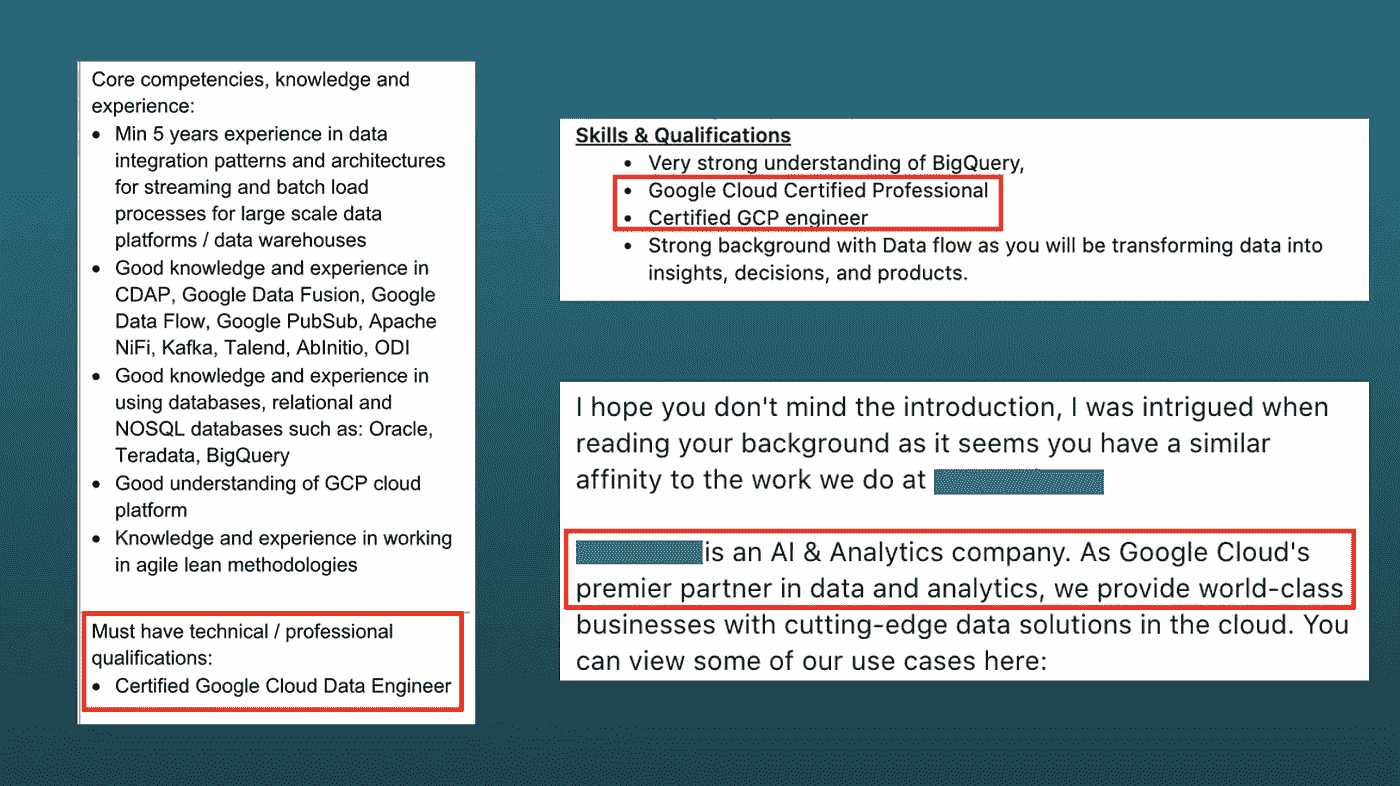 Core competencies, knowledge and
experience:
• Min 5 years experience in data
integration patterns and architectures
for streaming and batch load
processes for large scale data
platforms / data warehouses
• Good knowledge and experience in
CDAP, Google Data Fusion, Google
Data Flow, Google PubSub, Apache
NiFi, Kafka, Talend, AbInitio, ODI
• Good knowledge and experience in
using databases, relational and
NOSQL databases such as: Oracle,
Teradata, BigQuery
• Good understanding of GCP cloud
platform
• Knowledge and experience in working
in agile lean methodologies
Must have technical / professional
qualifications:
• Certified Google Cloud Data Engineer
Skills & Qualifications
• Very strong understanding of BigQuery,
• Google Cloud Certified Professional
• Certified GCP engineer
• Strong background with Data flow as you will be transforming data into
insights, decisions, and products.
I hope you don't mind the introduction, I was intrigued when
reading your background as it seems you have a similar
affinity to the work we do at
is an AI & Analytics company. As Google Cloud's
premier partner in data and analytics, we provide world-class
businesses with cutting-edge data solutions in the cloud. You
can view some of our use cases here: